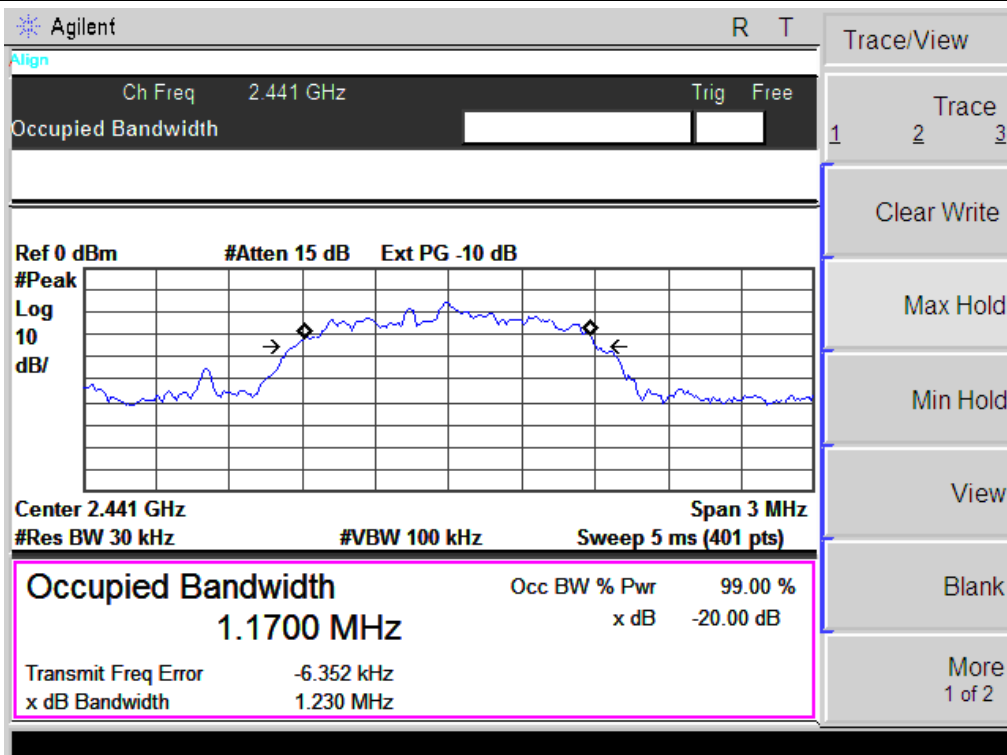 Agilent
R T
Trace/View
Align
Ch Freq 2.441 GHz
Trig Free
Occupied Bandwidth
Trace
1 2 3
Clear Write
Max Hold
Min Hold
View
Blank
More
1 of 2
Ref 0 dBm #Atten 15 dB Ext PG -10 dB
#Peak
Log
10
dB/
Center 2.441 GHz Span 3 MHz
#Res BW 30 kHz #VBW 100 kHz Sweep 5 ms (401 pts)
Occupied Bandwidth
1.1700 MHz
Occ BW % Pwr 99.00 %
x dB -20.00 dB
Transmit Freq Error -6.352 kHz
x dB Bandwidth 1.230 MHz